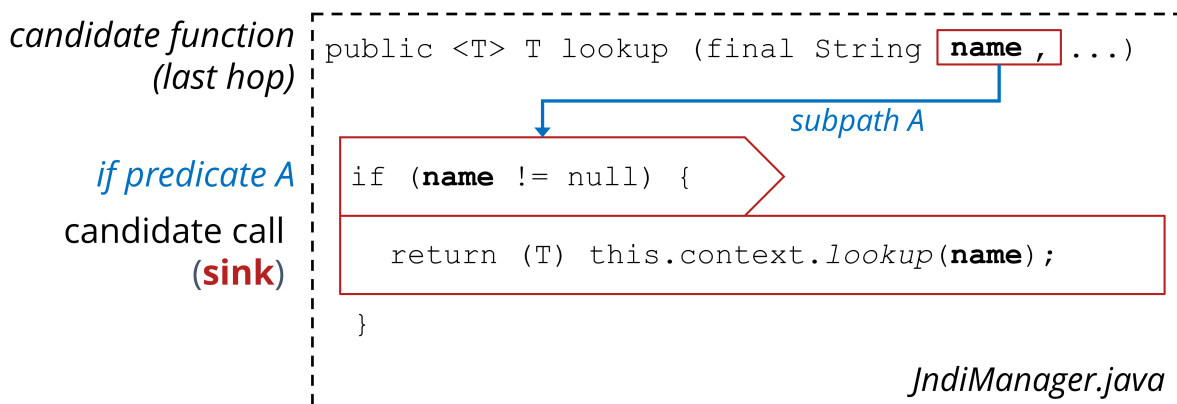 candidate function
(last hop)
public <T> T lookup (final String name, ...)
subpath A
if predicate A
if (name != null) {
candidate call
(sink)
return (T) this.context.lookup(name);
}
JndiManager.java